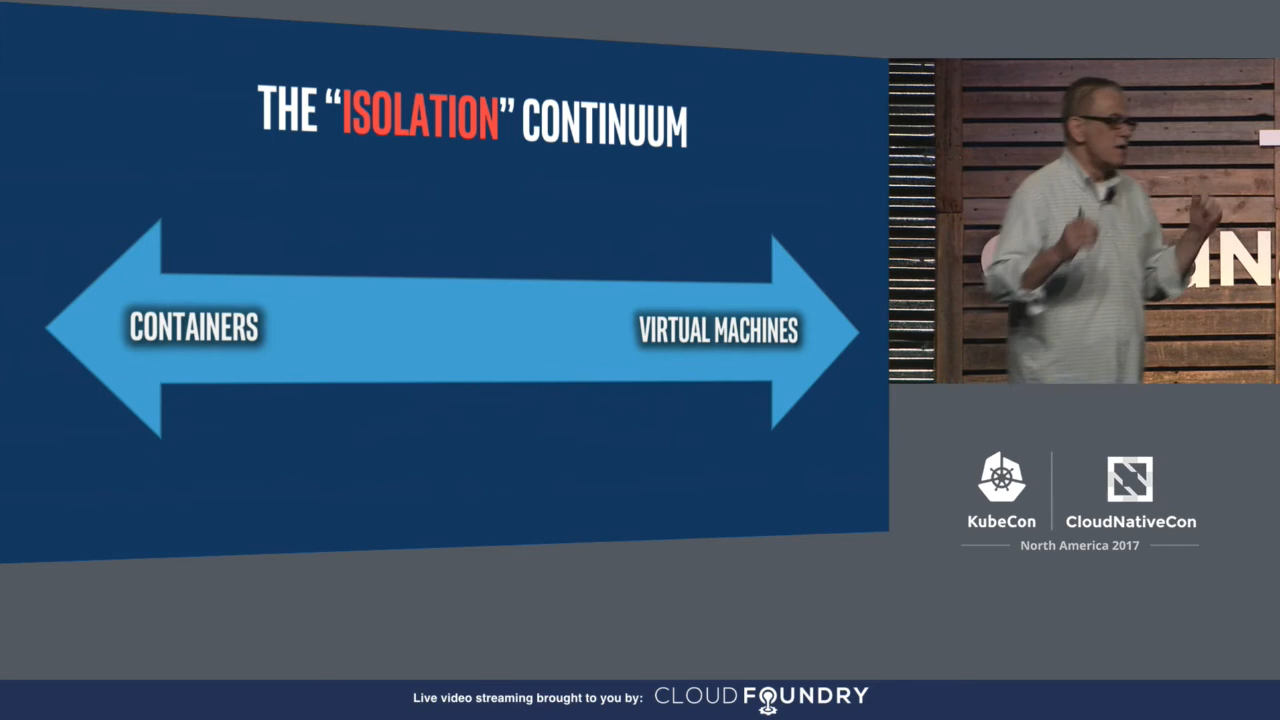 THE “ISOLATION” CONTINUUM
CONTAINERS
VIRTUAL MACHINES
KubeCon
CloudNativeCon
North America 2017
Live video streaming brought to you by: CLOUD FOUNDRY